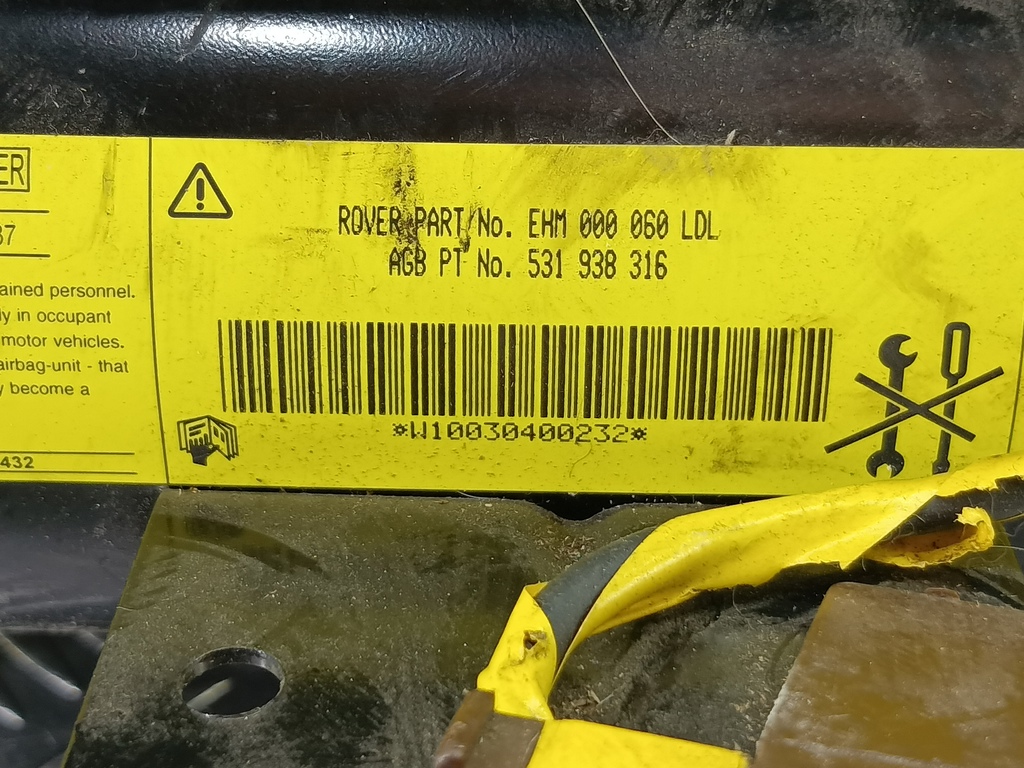 ER
37
ained personnel.
ly in occupant
motor vehicles.
airbag-unit - that
y become a
432
ROVER PART No. EHM 000 060 LDL
AGB PT No. 531 938 316
*W10030400232*